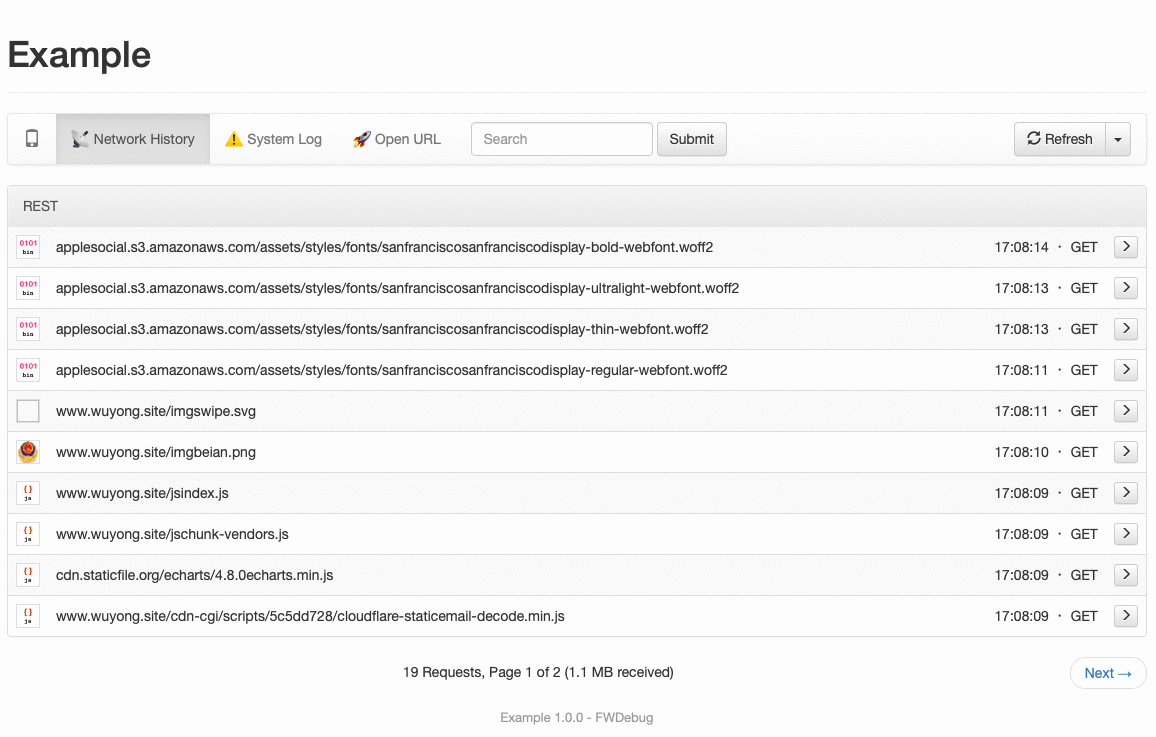 Example
Network History System Log Open URL Search Submit Refresh
REST
0101 bin applesocial.s3.amazonaws.com/assets/styles/fonts/sanfranciscosanfranciscodisplay-bold-webfont.woff2 17:08:14 · GET
0101 bin applesocial.s3.amazonaws.com/assets/styles/fonts/sanfranciscosanfranciscodisplay-ultralight-webfont.woff2 17:08:13 · GET
0101 bin applesocial.s3.amazonaws.com/assets/styles/fonts/sanfranciscosanfranciscodisplay-thin-webfont.woff2 17:08:13 · GET
0101 bin applesocial.s3.amazonaws.com/assets/styles/fonts/sanfranciscosanfranciscodisplay-regular-webfont.woff2 17:08:11 · GET
www.wuyong.site/imgswipe.svg 17:08:11 · GET
www.wuyong.site/imgbeian.png 17:08:10 · GET
{} js www.wuyong.site/jsindex.js 17:08:09 · GET
{} js www.wuyong.site/jschunk-vendors.js 17:08:09 · GET
{} js cdn.staticfile.org/echarts/4.8.0echarts.min.js 17:08:09 · GET
{} js www.wuyong.site/cdn-cgi/scripts/5c5dd728/cloudflare-staticemail-decode.min.js 17:08:09 · GET
19 Requests, Page 1 of 2 (1.1 MB received) Next →
Example 1.0.0 - FWDebug